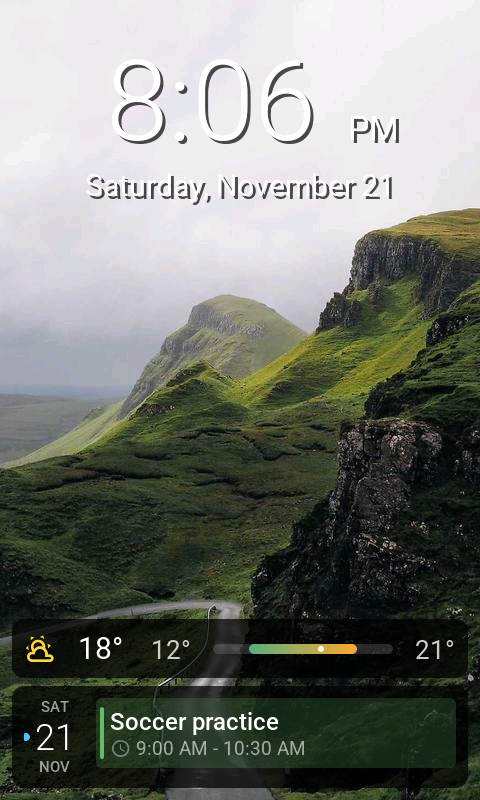 8:06 PM
Saturday, November 21
18° 12° 21°
SAT
21
NOV
Soccer practice
9:00 AM - 10:30 AM